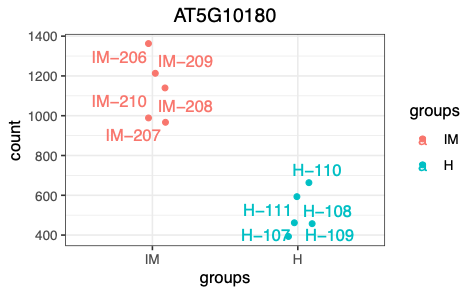 AT5G10180
count
1400
1200
1000
800
600
400
IM−206
IM−209
IM−210
IM−208
IM−207
H−110
H−111
H−108
H−107
H−109
IM
H
groups
groups
a IM
a H